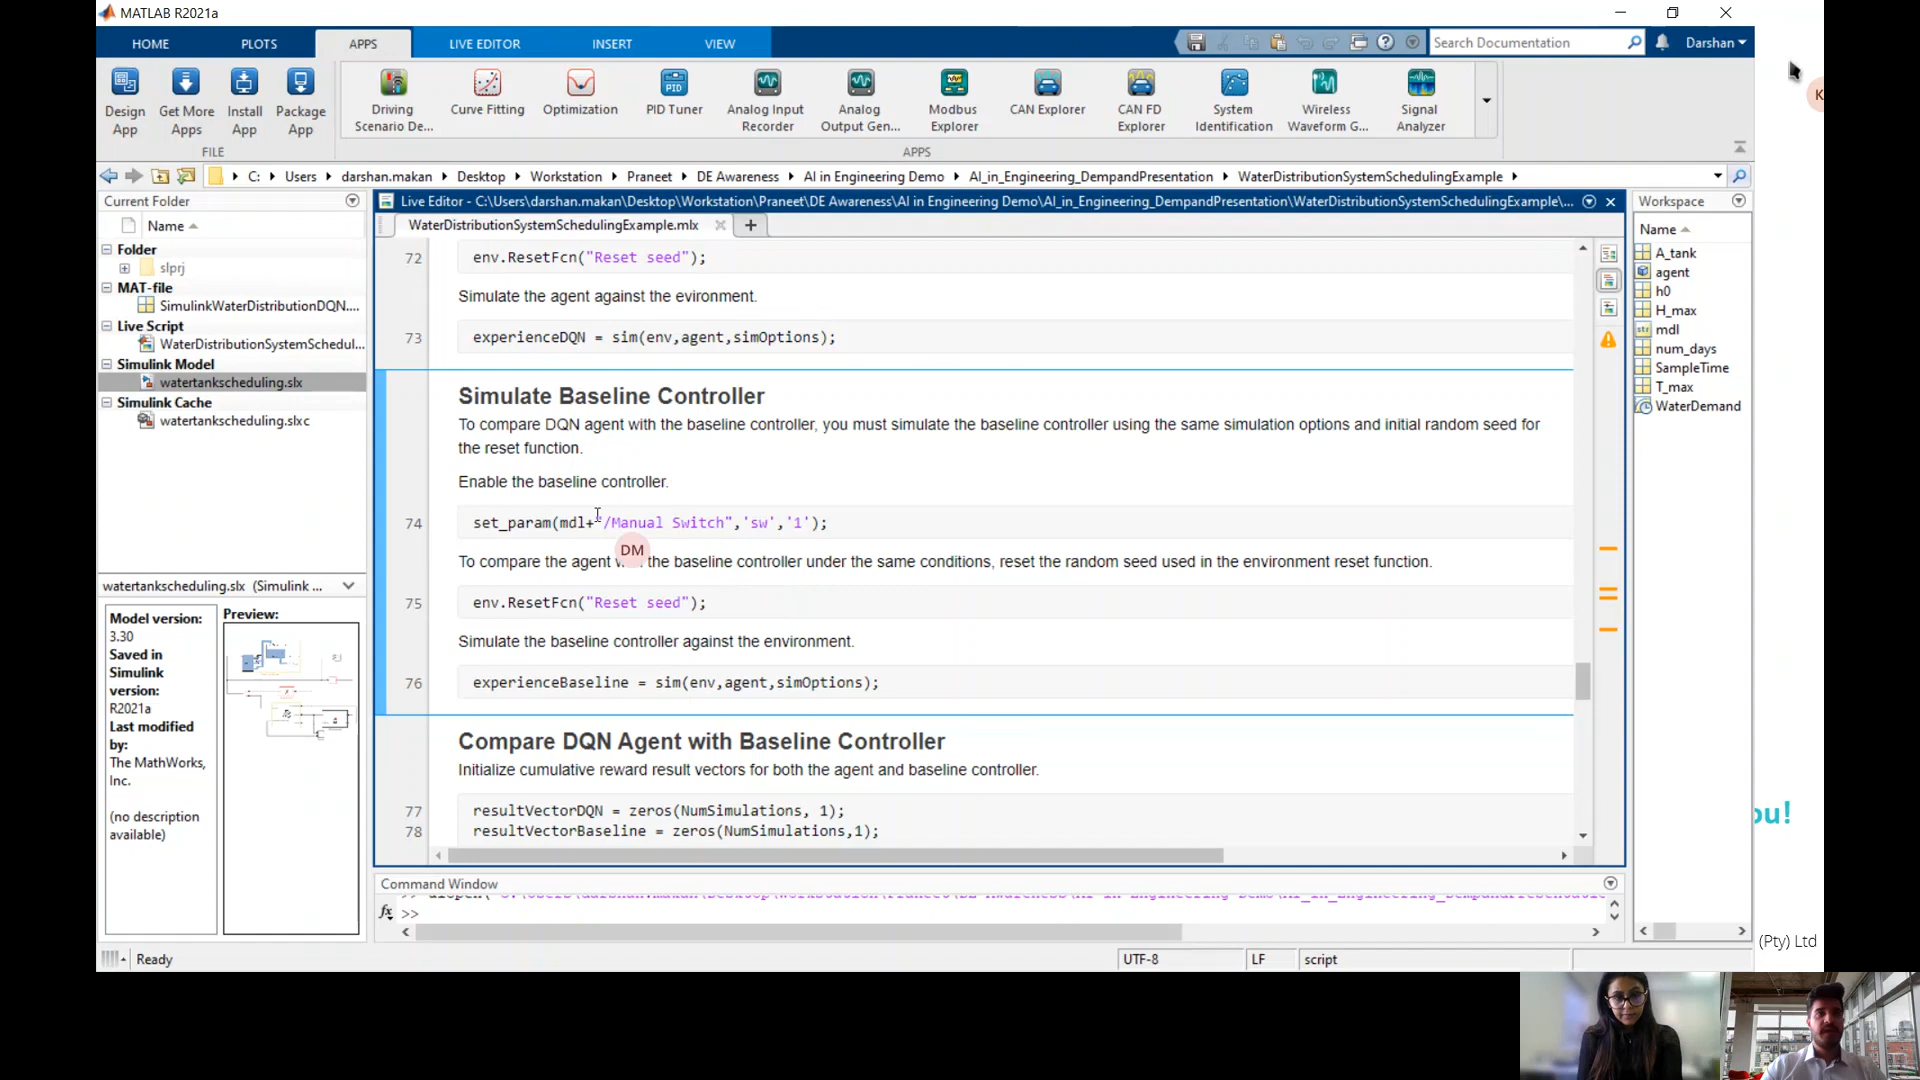 MATLAB R2021a
HOME
PLOTS
APPS
LIVE EDITOR
INSERT
VIEW
Search Documentation
Darshan
Design App
Get More Apps
Install App
Package App
FILE
Driving Scenario De...
Curve Fitting
Optimization
PID Tuner
Analog Input Recorder
Analog Output Gen...
Modbus Explorer
CAN Explorer
CAN FD Explorer
System Identification
Wireless Waveform G...
Signal Analyzer
APPS
K
C: Users darshan.makan Desktop Workstation Praneet DE Awareness AI in Engineering Demo AI_in_Engineering_DempandPresentation WaterDistributionSystemSchedulingExample
Current Folder
Name
Folder
slprj
MAT-file
SimulinkWaterDistributionDQN....
Live Script
WaterDistributionSystemSchedul...
Simulink Model
watertankscheduling.slx
Simulink Cache
watertankscheduling.slxc
watertankscheduling.slx (Simulink ...
Model version:
3.30
Saved in
Simulink
version:
R2021a
Last modified
by:
The MathWorks,
Inc.
(no description
available)
Preview:
Live Editor - C:\Users\darshan.makan\Desktop\Workstation\Praneet\DE Awareness\AI in Engineering Demo\AI_in_Engineering_DempandPresentation\WaterDistributionSystemSchedulingExample\...
WaterDistributionSystemSchedulingExample.mlx
72 env.ResetFcn("Reset seed");
Simulate the agent against the evironment.
73 experienceDQN = sim(env,agent,simOptions);
Simulate Baseline Controller
To compare DQN agent with the baseline controller, you must simulate the baseline controller using the same simulation options and initial random seed for
the reset function.
Enable the baseline controller.
74 set_param(mdl+"/Manual Switch",'sw','1');
DM
To compare the agent the baseline controller under the same conditions, reset the random seed used in the environment reset function.
75 env.ResetFcn("Reset seed");
Simulate the baseline controller against the environment.
76 experienceBaseline = sim(env,agent,simOptions);
Compare DQN Agent with Baseline Controller
Initialize cumulative reward result vectors for both the agent and baseline controller.
77 resultVectorDQN = zeros(NumSimulations, 1);
78 resultVectorBaseline = zeros(NumSimulations,1);
Command Window
fx >>
Workspace
Name
A_tank
agent
h0
H_max
mdl
num_days
SampleTime
T_max
WaterDemand
ou!
(Pty) Ltd
Ready
UTF-8
LF
script